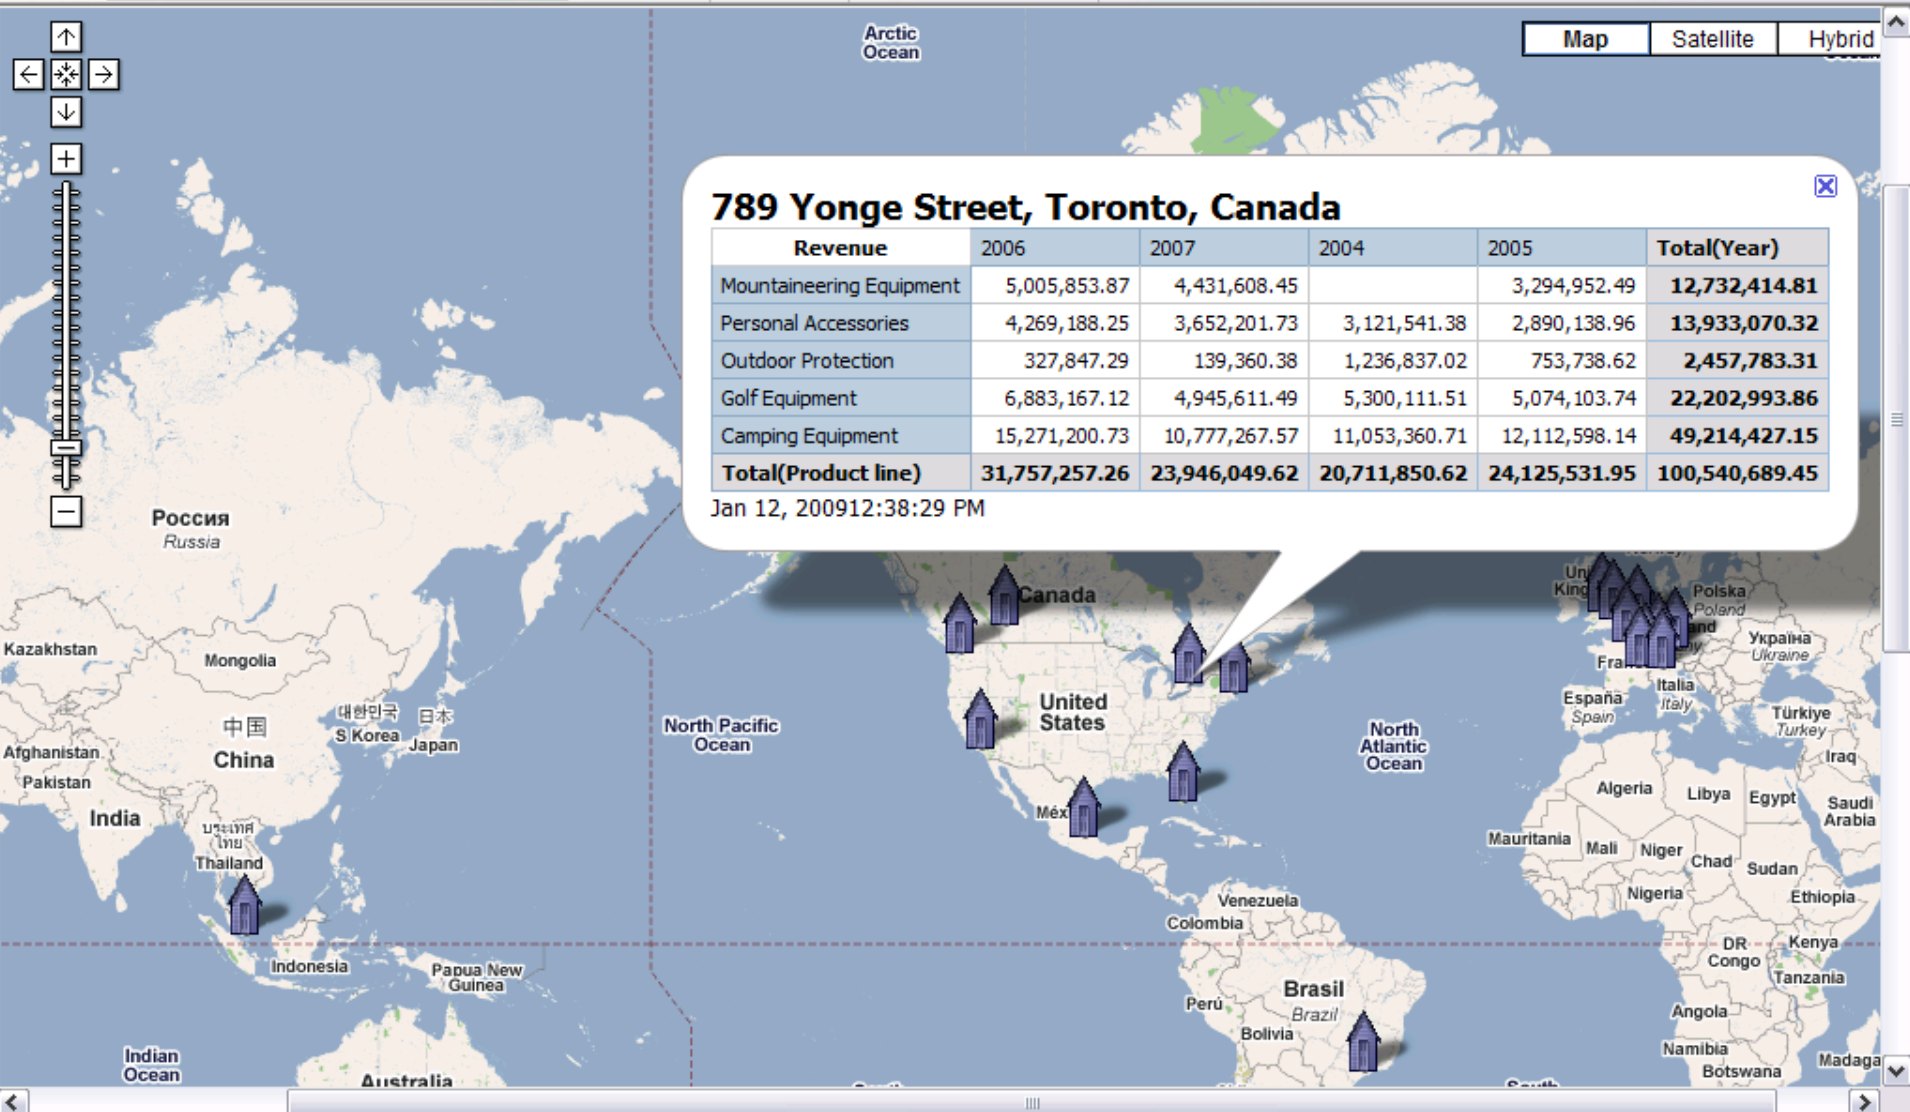 Arctic
Ocean
Map
Satellite
Hybrid
789 Yonge Street, Toronto, Canada
Revenue 2006 2007 2004 2005 Total(Year)
Mountaineering Equipment 5,005,853.87 4,431,608.45 3,294,952.49 12,732,414.81
Personal Accessories 4,269,188.25 3,652,201.73 3,121,541.38 2,890,138.96 13,933,070.32
Outdoor Protection 327,847.29 139,360.38 1,236,837.02 753,738.62 2,457,783.31
Golf Equipment 6,883,167.12 4,945,611.49 5,300,111.51 5,074,103.74 22,202,993.86
Camping Equipment 15,271,200.73 10,777,267.57 11,053,360.71 12,112,598.14 49,214,427.15
Total(Product line) 31,757,257.26 23,946,049.62 20,711,850.62 24,125,531.95 100,540,689.45
Jan 12, 200912:38:29 PM
Россия
Russia
Canada
Polska
Poland
Kazakhstan
Mongolia
Україна
Ukraine
United
States
España
Spain
Italia
Italy
Türkiye
Turkey
Iraq
中国
China
대한민국
S Korea
日本
Japan
North Pacific
Ocean
North
Atlantic
Ocean
Afghanistan
Pakistan
India
ประเทศ
ไทย
Thailand
Méx
Algeria
Libya
Egypt
Saudi
Arabia
Mauritania
Mali
Niger
Chad
Sudan
Nigeria
Ethiopia
Venezuela
Colombia
DR
Congo
Kenya
Tanzania
Indonesia
Papua New
Guinea
Perú
Brasil
Brazil
Bolivia
Angola
Namibia
Botswana
Madaga
Indian
Ocean
Australia